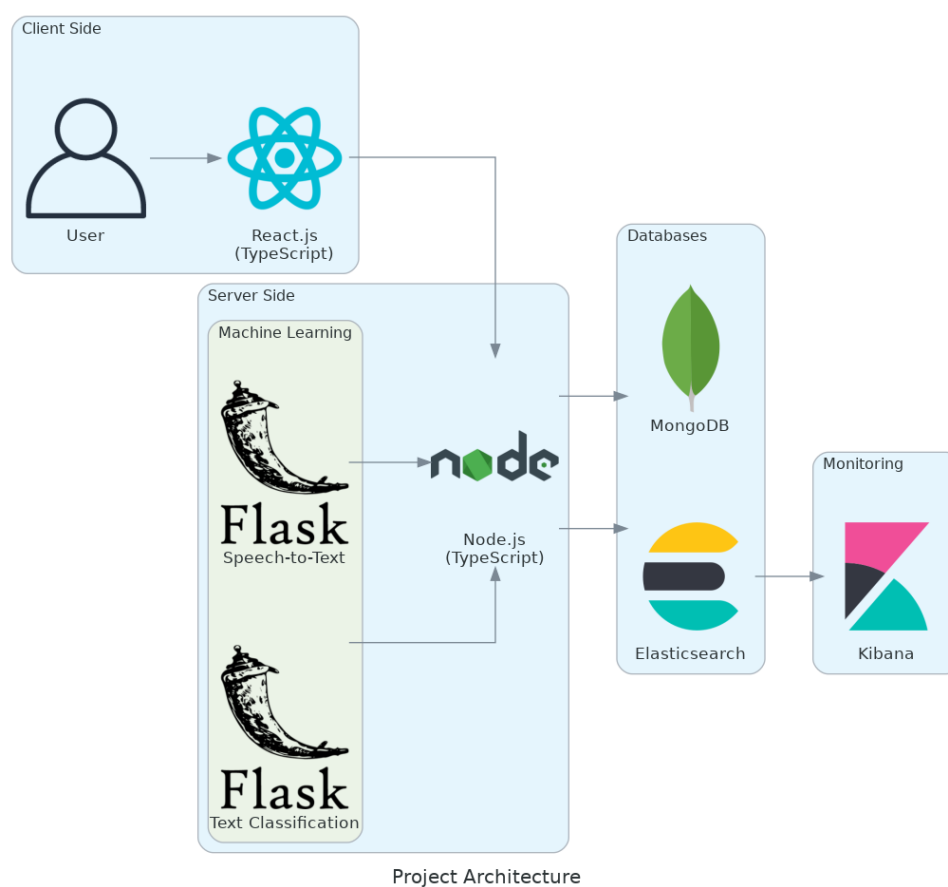 Client Side
User
React.js
(TypeScript)
Server Side
Machine Learning
Flask
Speech-to-Text
Flask
Text Classification
node
Node.js
(TypeScript)
Databases
MongoDB
Elasticsearch
Monitoring
Kibana
Project Architecture